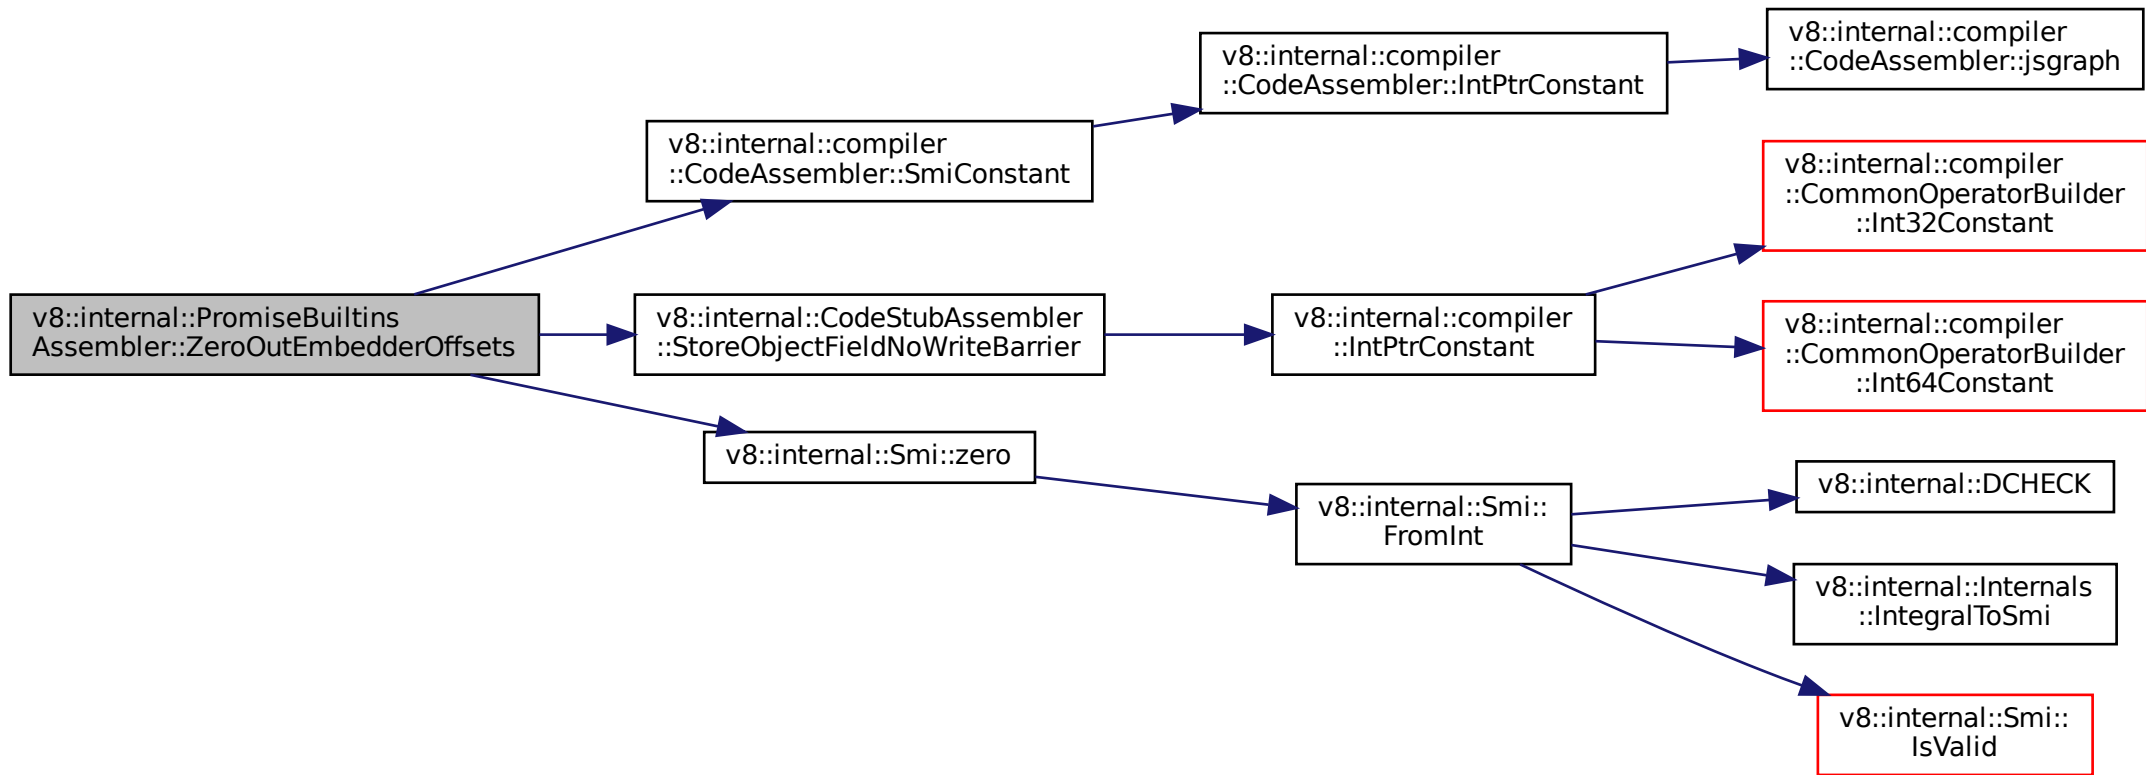 v8::internal::PromiseBuiltins
Assembler::ZeroOutEmbedderOffsets
v8::internal::compiler
::CodeAssembler::SmiConstant
v8::internal::compiler
::CodeAssembler::IntPtrConstant
v8::internal::compiler
::CodeAssembler::jsgraph
v8::internal::CodeStubAssembler
::StoreObjectFieldNoWriteBarrier
v8::internal::compiler
::IntPtrConstant
v8::internal::compiler
::CommonOperatorBuilder
::Int32Constant
v8::internal::compiler
::CommonOperatorBuilder
::Int64Constant
v8::internal::Smi::zero
v8::internal::Smi::
FromInt
v8::internal::DCHECK
v8::internal::Internals
::IntegralToSmi
v8::internal::Smi::
IsValid